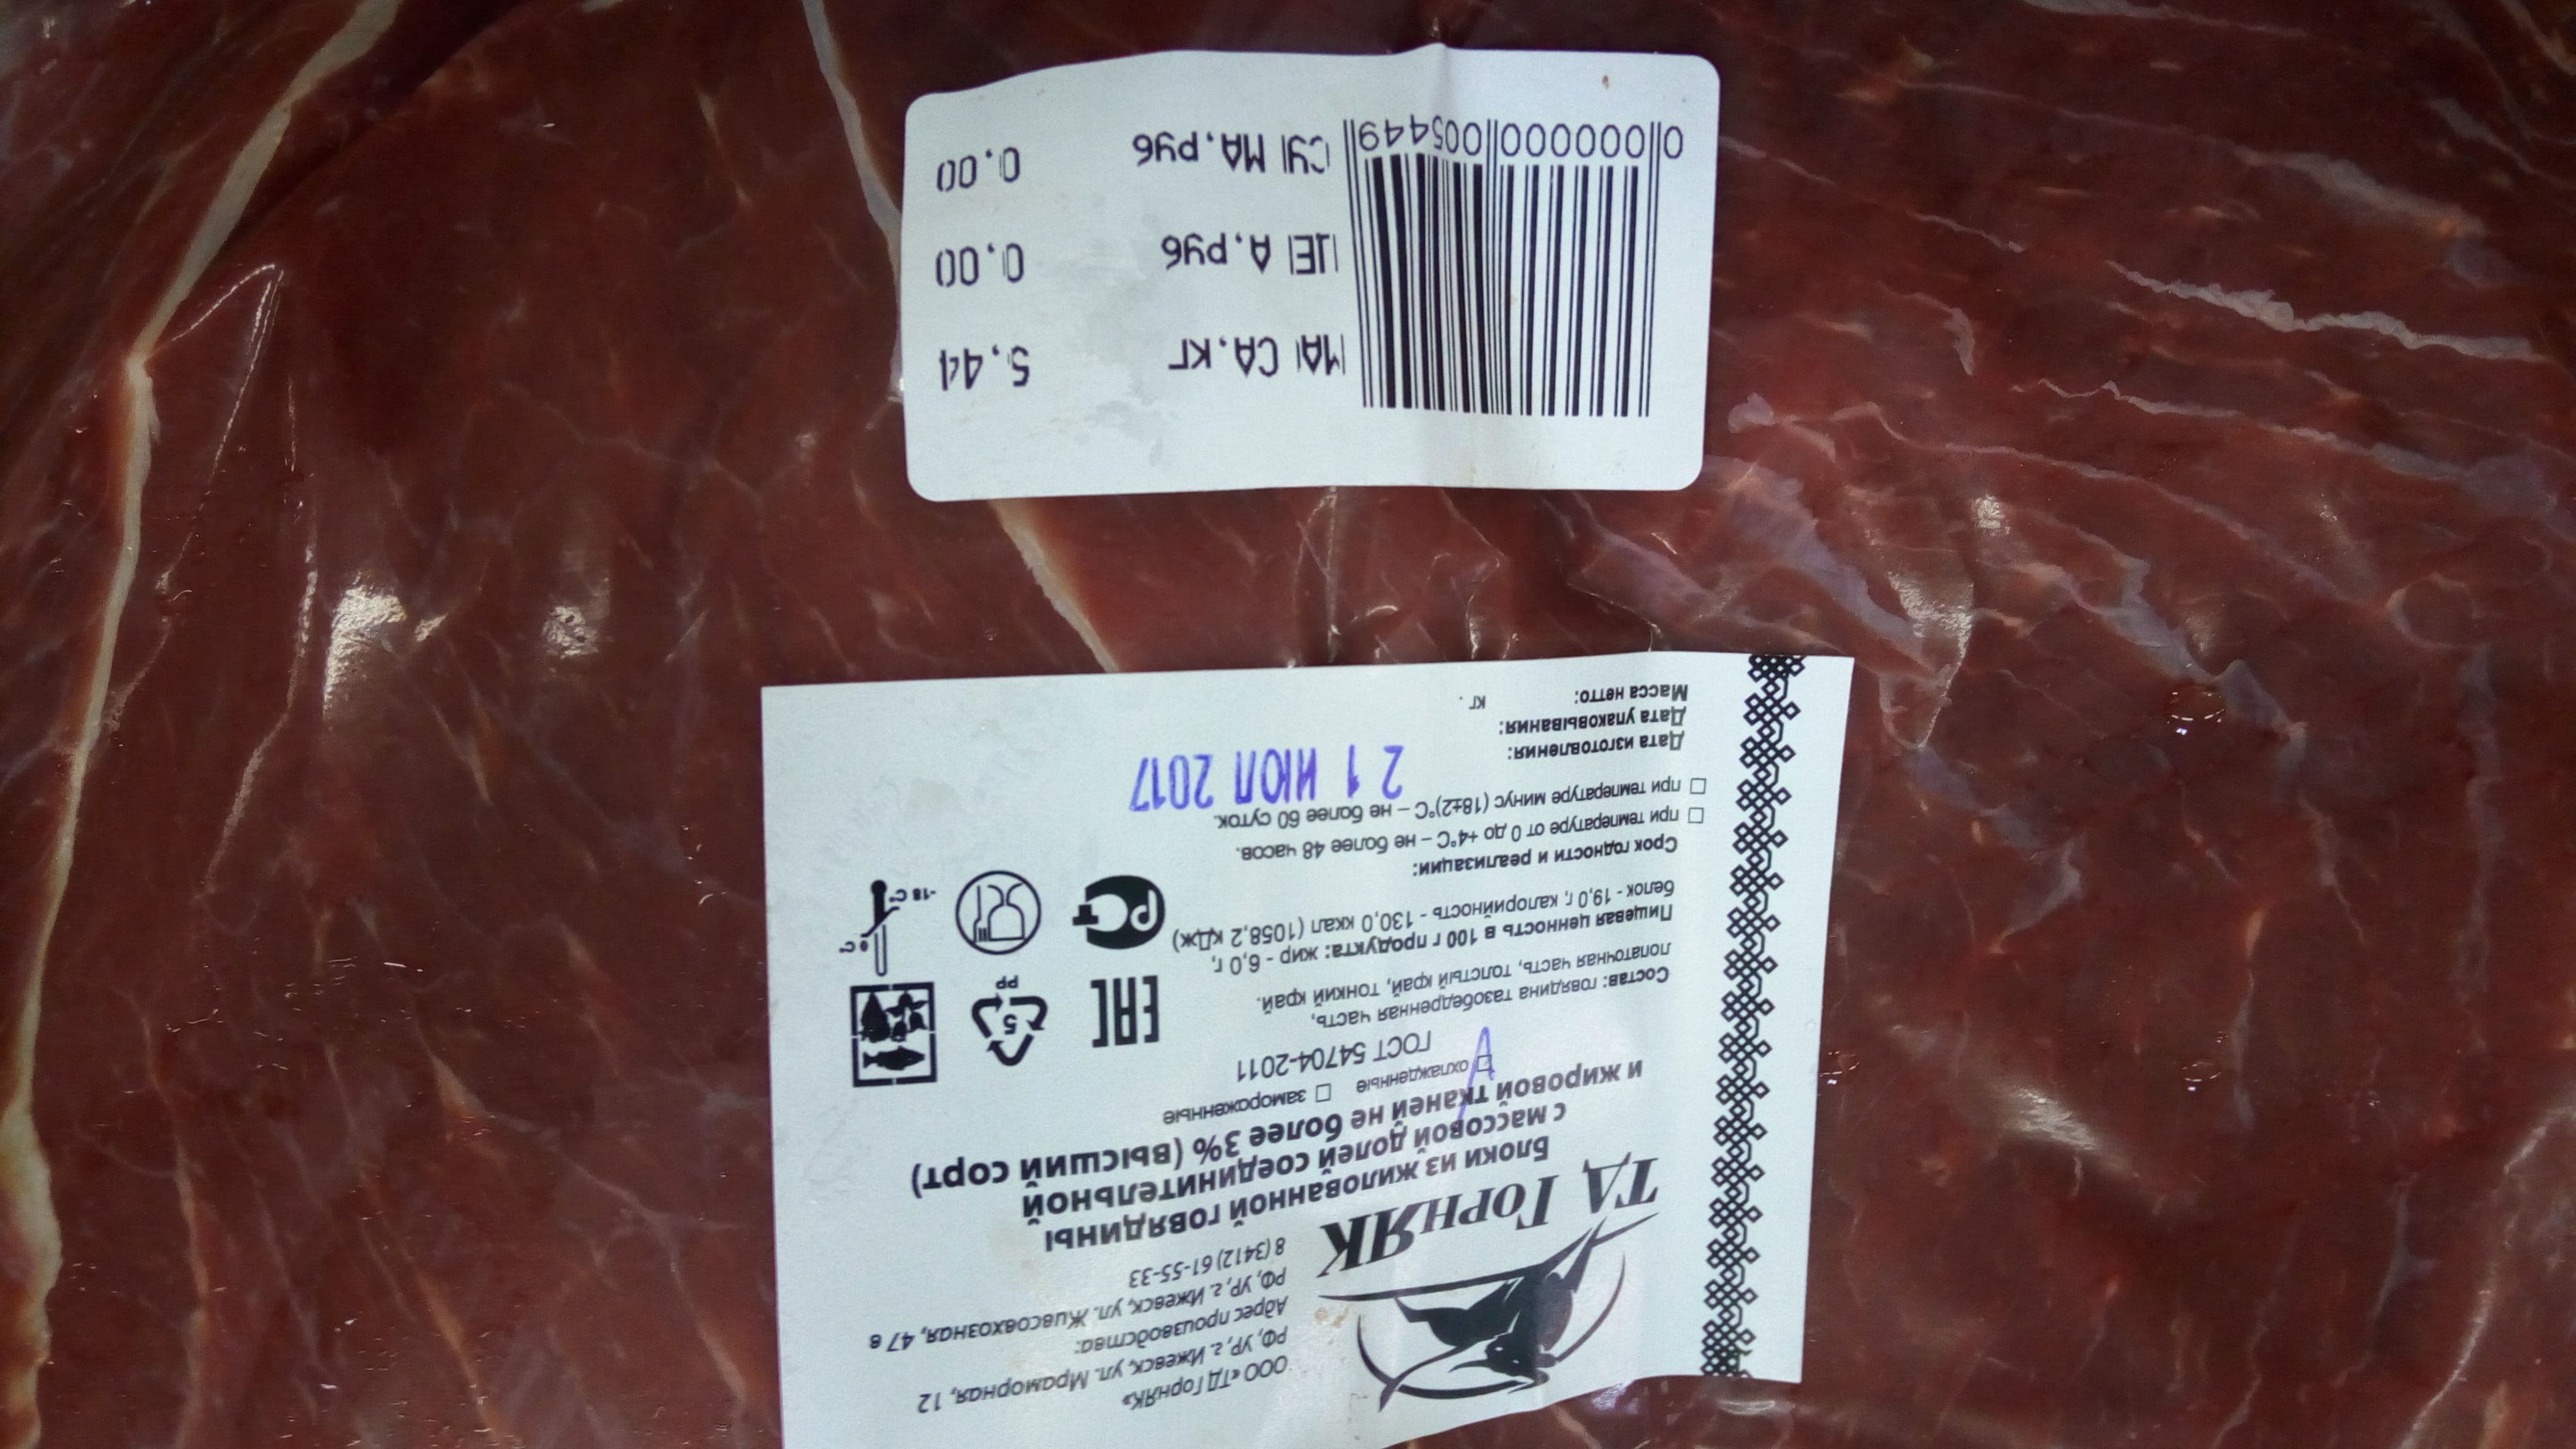 ООО «ТД ГорнЯК»
РФ, УР, г. Ижевск, ул. Мраморная, 12
Адрес производства:
РФ, УР, г. Ижевск, ул. Живсовхозная, 47 в
8 (3412) 61-55-33
ТД ГорнЯК
Блоки из жилованной говядины
с массовой долей соединительной
и жировой тканей не более 3% (высший сорт)
охлажденные замороженные
ГОСТ 54704-2011
Состав: говядина тазобедренная часть,
лопаточная часть, толстый край, тонкий край.
Пищевая ценность в 100 г продукта: жир - 6,0 г,
белок - 19,0 г, калорийность - 130,0 ккал (1058,2 кДж)
Срок годности и реализации:
при температуре от 0 до +4°С – не более 48 часов.
при температуре минус (18±2)°С – не более 60 суток.
Дата изготовления: 21 ИЮЛ 2017
Дата упаковывания:
Масса нетто: кг.
EAC
5
PP
РСТ
-18 С°
МАССА.КГ 5.44
ЦЕНА.руб 0.00
СУММА.руб 0.00
0 000000 005449